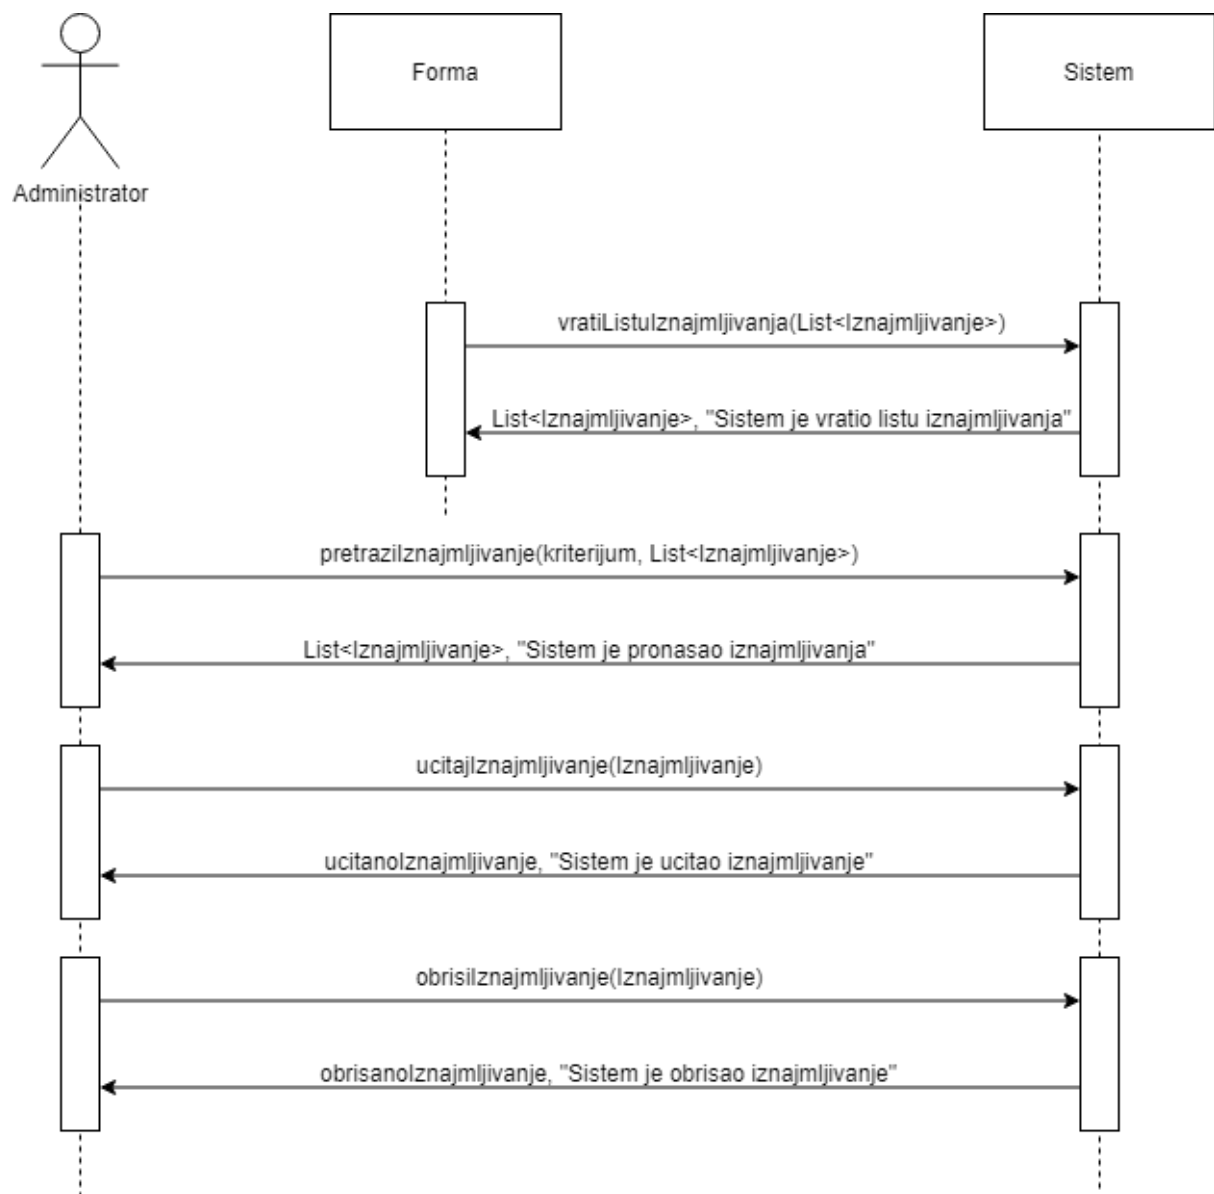 Forma
Sistem
Administrator
vratiListuIznajmljivanja(List<Iznajmljivanje>)
List<Iznajmljivanje>, "Sistem je vratio listu iznajmljivanja"
pretraziIznajmljivanje(kriterijum, List<Iznajmljivanje>)
List<Iznajmljivanje>, "Sistem je pronasao iznajmljivanja"
ucitajIznajmljivanje(Iznajmljivanje)
ucitanoIznajmljivanje, "Sistem je ucitao iznajmljivanje"
obrisiIznajmljivanje(Iznajmljivanje)
obrisanoIznajmljivanje, "Sistem je obrisao iznajmljivanje"